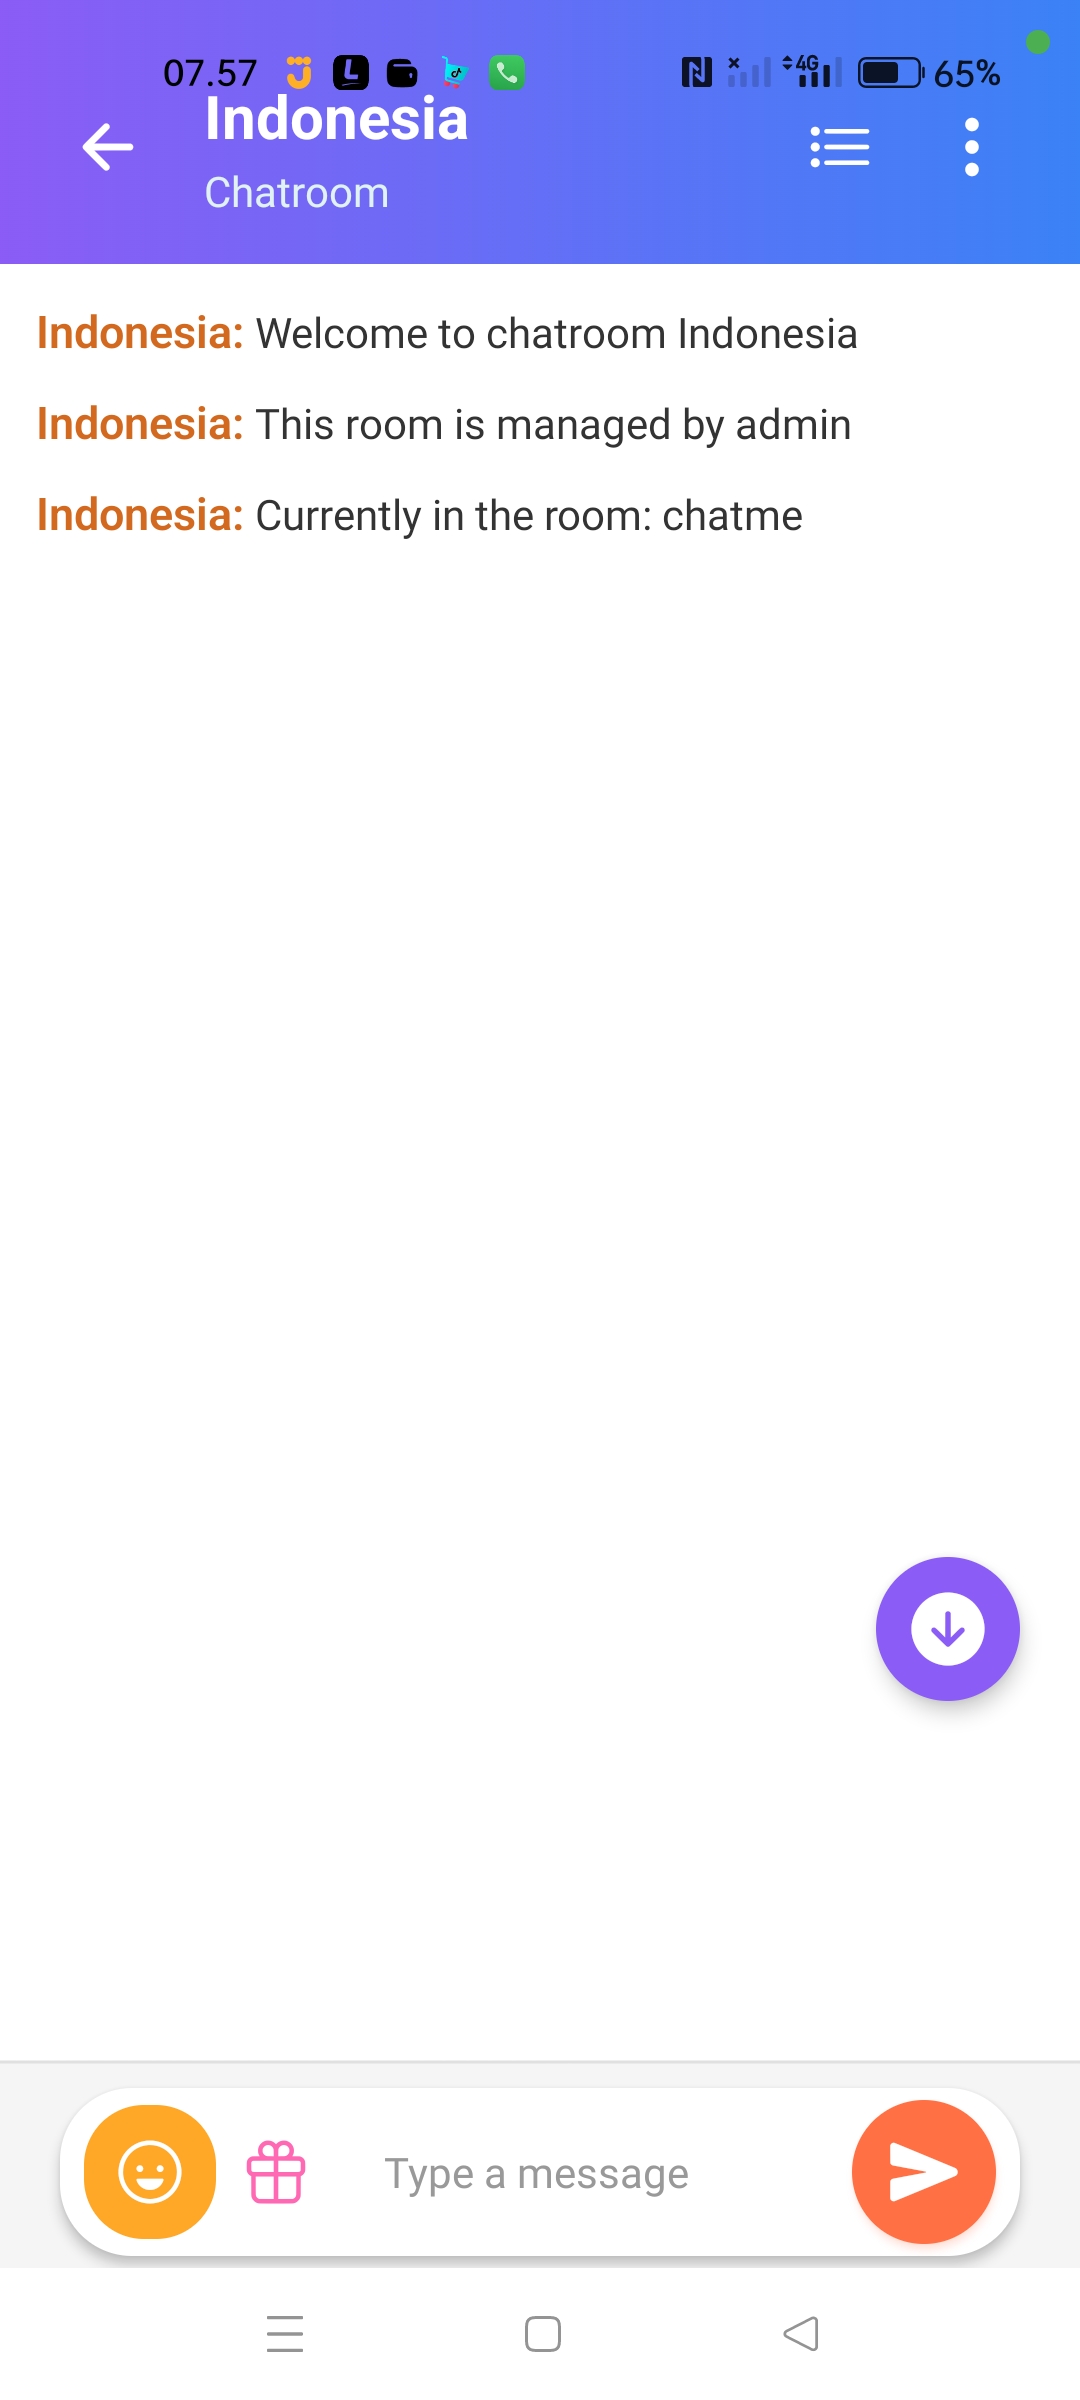 07.57 4G 65%
Indonesia
Chatroom
Indonesia: Welcome to chatroom Indonesia
Indonesia: This room is managed by admin
Indonesia: Currently in the room: chatme
Type a message